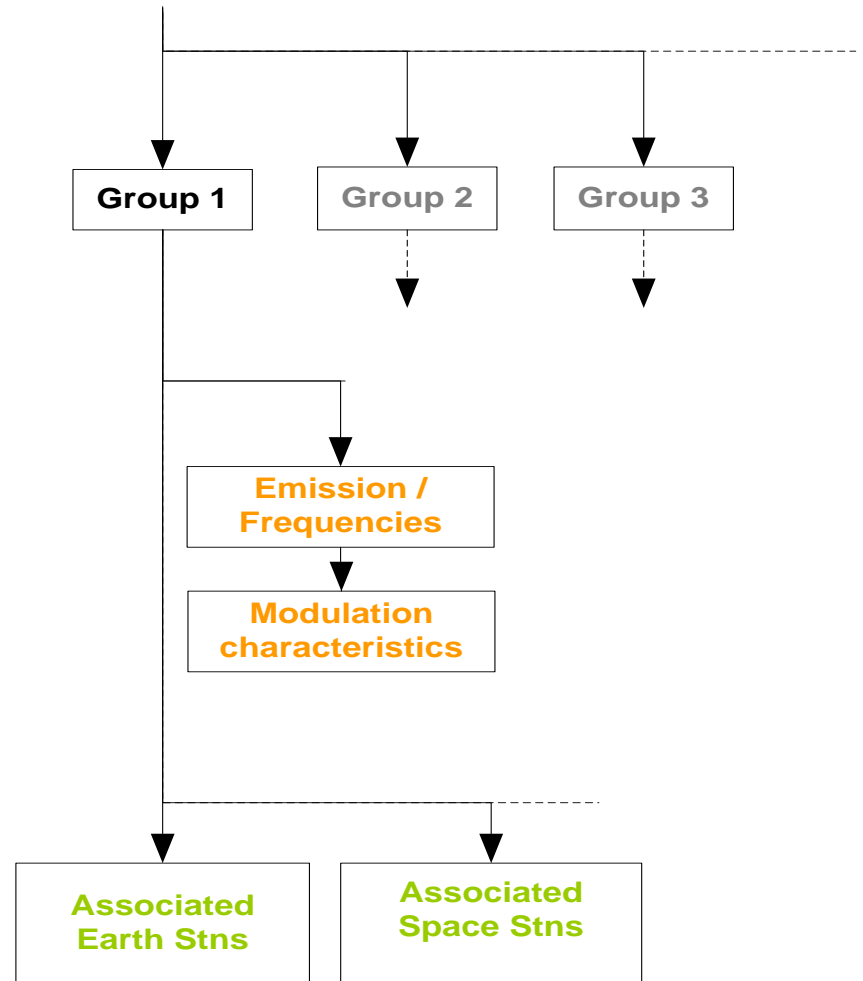 Group 1
Group 2
Group 3
Emission /
Frequencies
Modulation
characteristics
Associated
Earth Stns
Associated
Space Stns